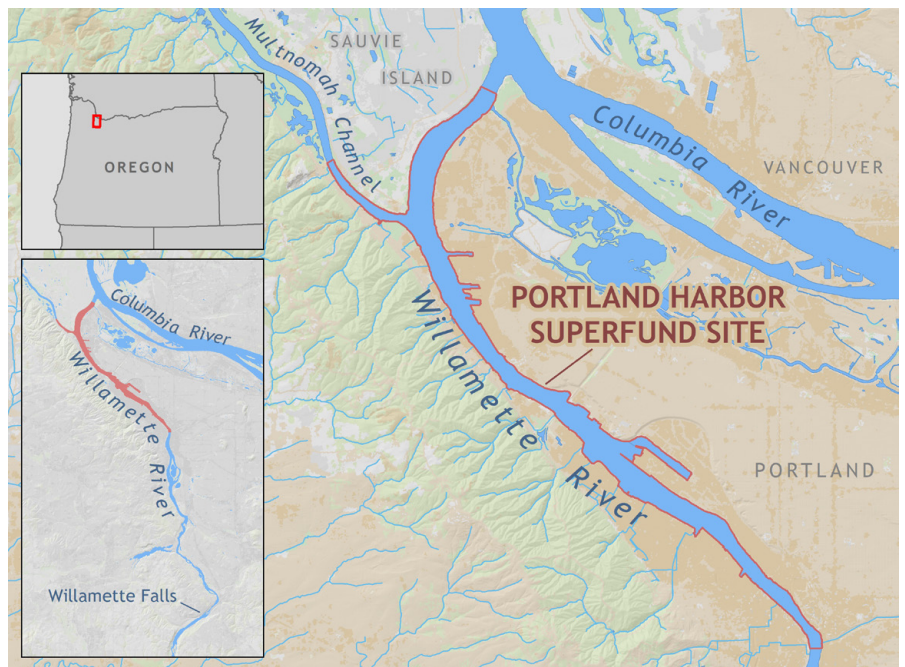 SAUVIE
ISLAND
Multnomah Channel
Columbia River
VANCOUVER
OREGON
Columbia River
Willamette River
Willamette Falls
PORTLAND HARBOR
SUPERFUND SITE
Willamette River
PORTLAND